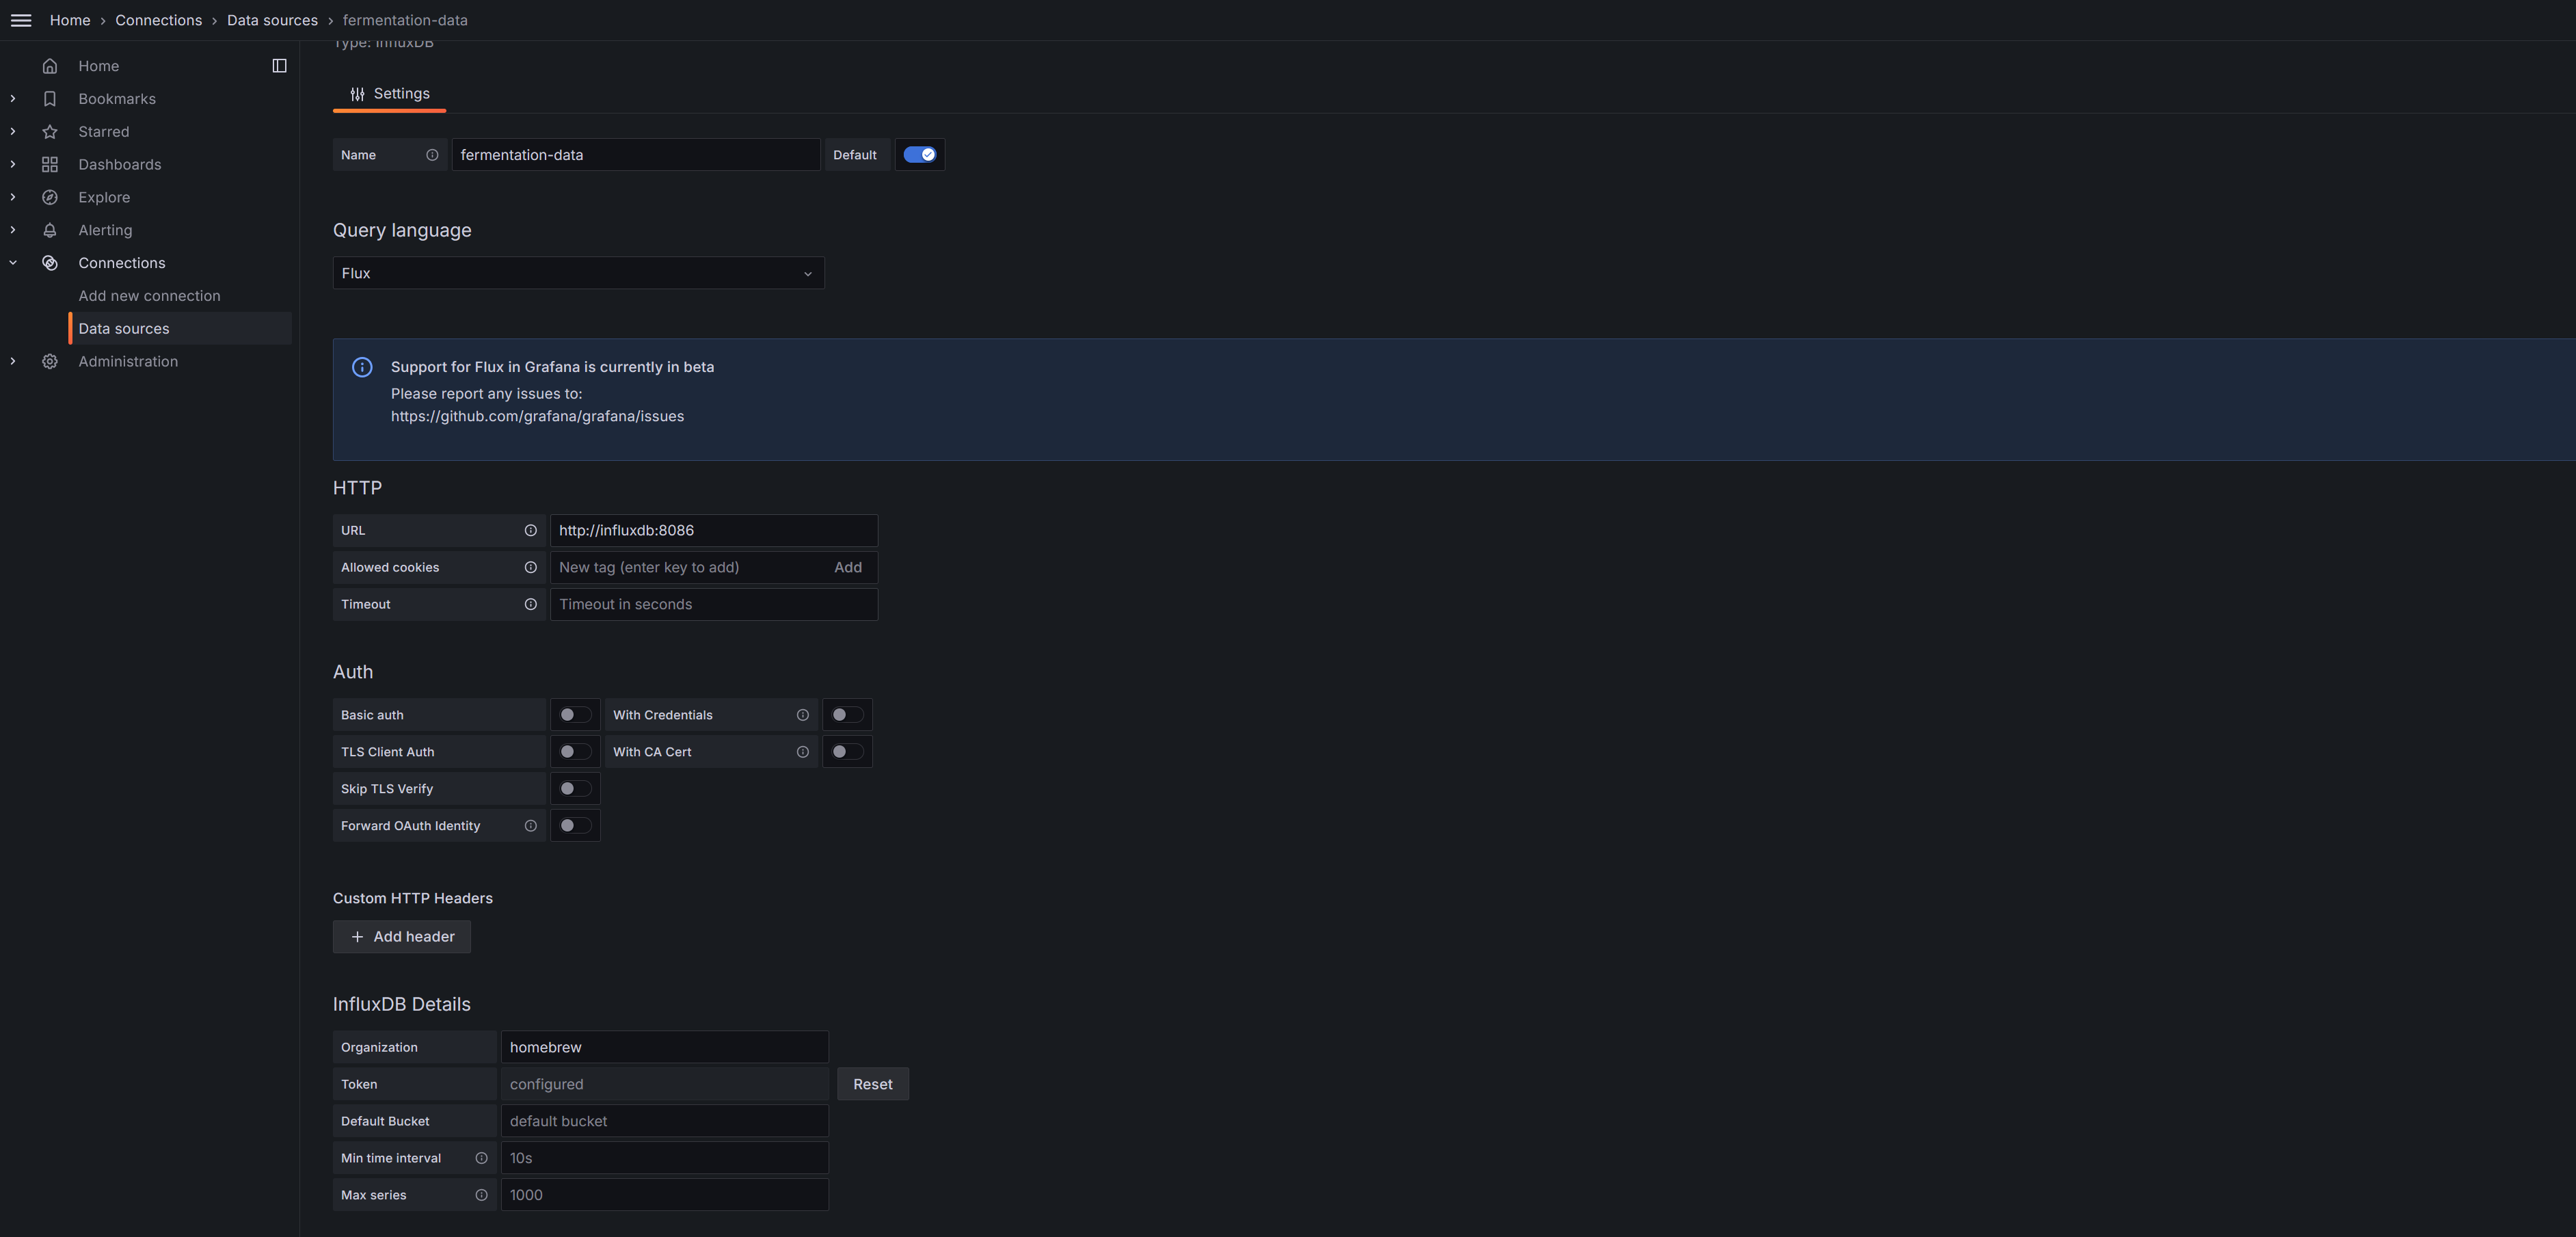 Home › Connections › Data sources › fermentation-data
Type: InfluxDB
Home
Bookmarks
Starred
Dashboards
Explore
Alerting
Connections
Add new connection
Data sources
Administration
Settings
Name fermentation-data Default
Query language
Flux
Support for Flux in Grafana is currently in beta
Please report any issues to:
https://github.com/grafana/grafana/issues
HTTP
URL http://influxdb:8086
Allowed cookies New tag (enter key to add) Add
Timeout Timeout in seconds
Auth
Basic auth With Credentials
TLS Client Auth With CA Cert
Skip TLS Verify
Forward OAuth Identity
Custom HTTP Headers
Add header
InfluxDB Details
Organization homebrew
Token configured Reset
Default Bucket default bucket
Min time interval 10s
Max series 1000